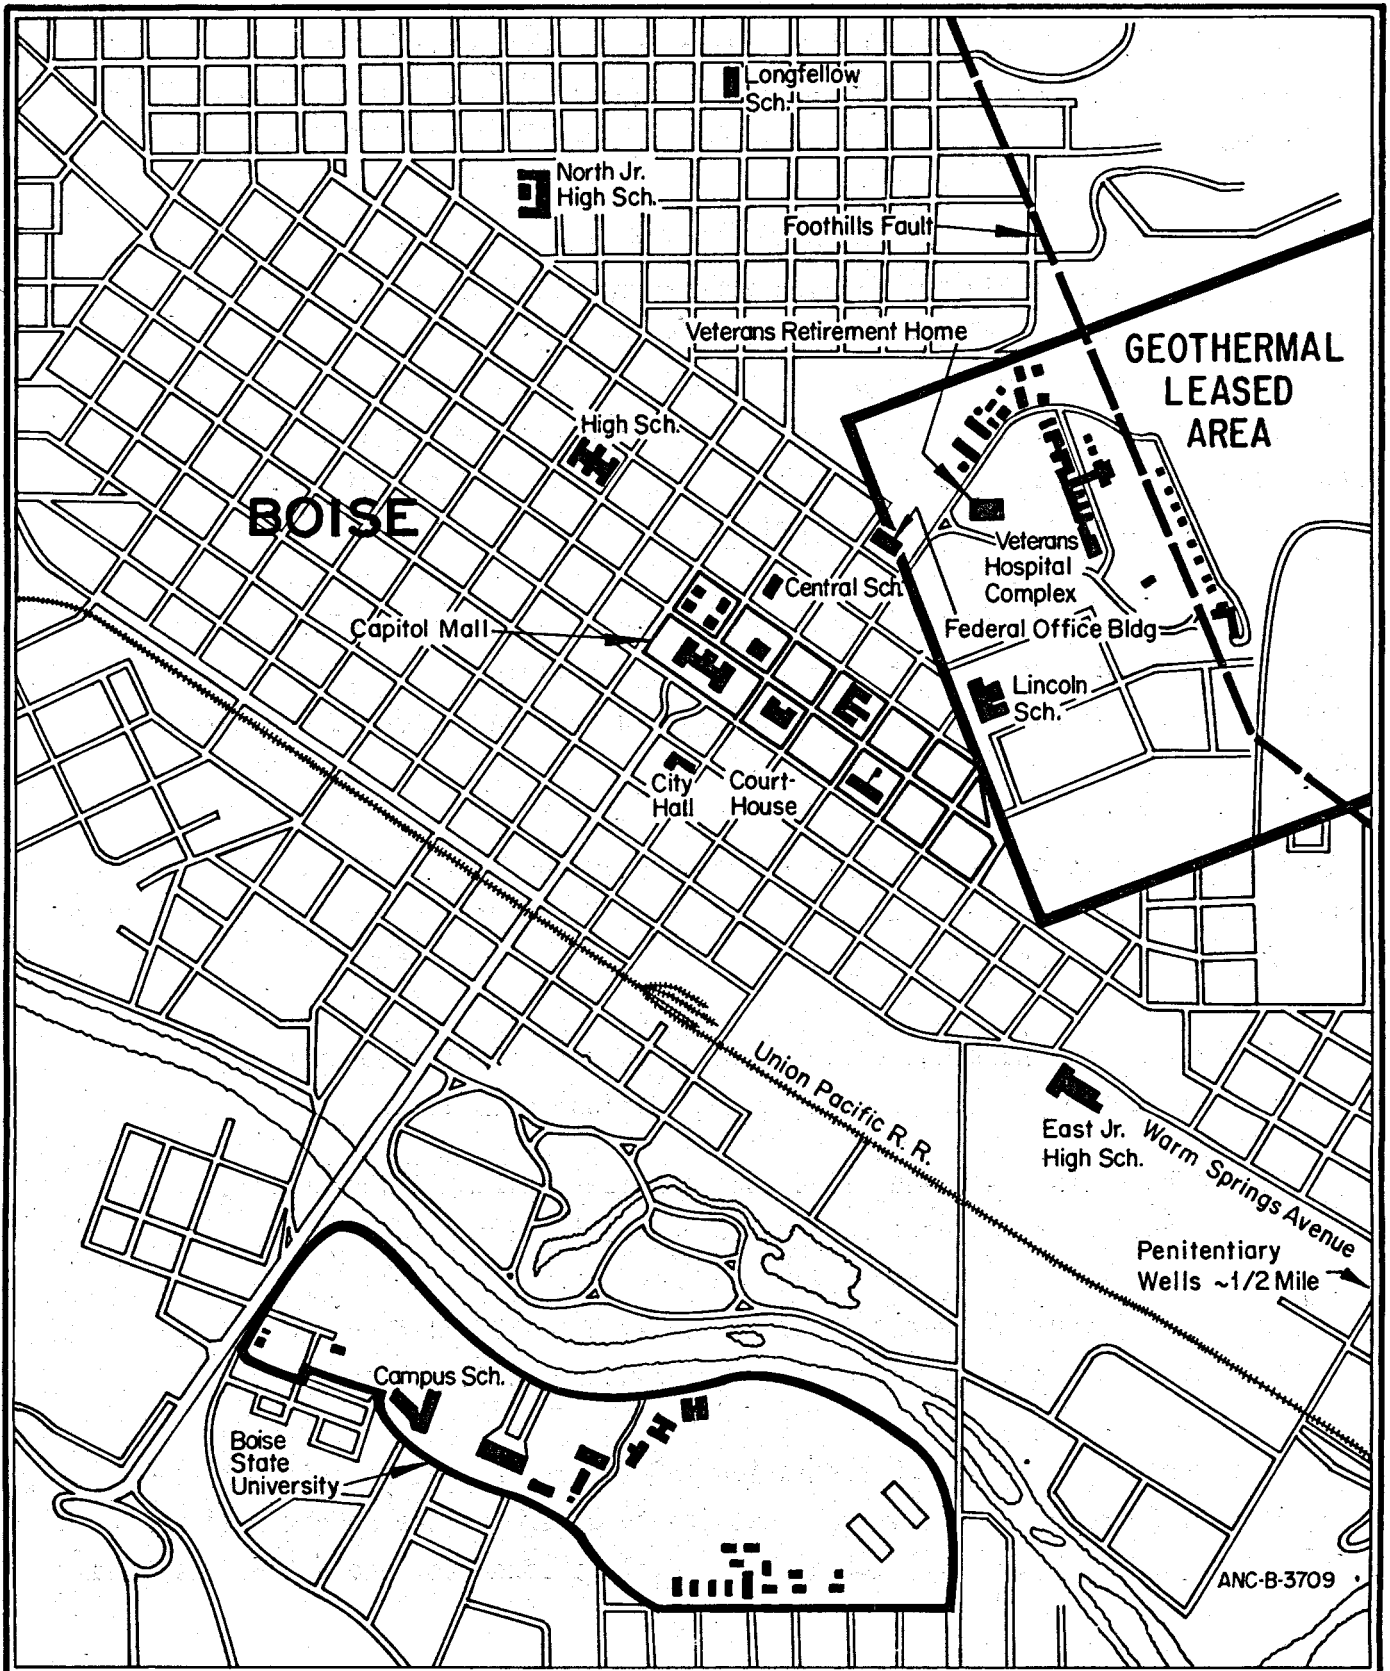 Longfellow
Sch.
North Jr.
High Sch.
Foothills Fault
Veterans Retirement Home
GEOTHERMAL
LEASED
AREA
High Sch.
BOISE
Veterans
Hospital
Complex
Central Sch.
Capitol Mall
Federal Office Bldg
Lincoln
Sch.
City
Hall
Court-
House
Union Pacific R. R.
East Jr.
High Sch.
Warm Springs Avenue
Penitentiary
Wells ~1/2 Mile
Campus Sch.
Boise
State
University
ANC-B-3709